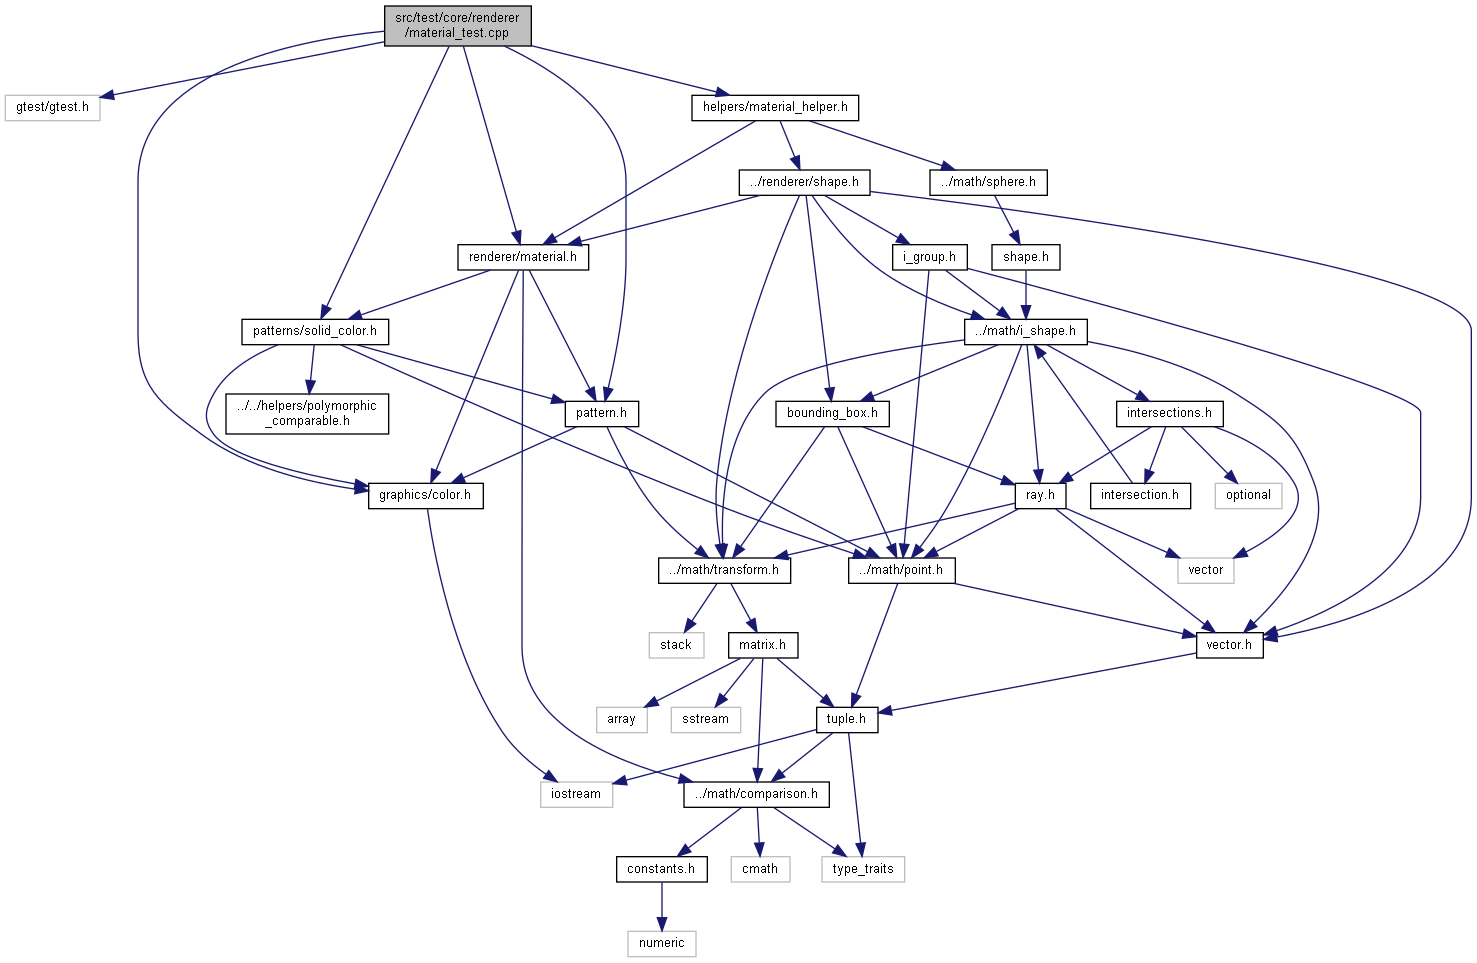 src/test/core/renderer
/material_test.cpp
gtest/gtest.h
helpers/material_helper.h
../renderer/shape.h
../math/sphere.h
renderer/material.h
i_group.h
shape.h
patterns/solid_color.h
../math/i_shape.h
../../helpers/polymorphic
_comparable.h
pattern.h
bounding_box.h
intersections.h
graphics/color.h
ray.h
intersection.h
optional
../math/transform.h
../math/point.h
vector
stack
matrix.h
vector.h
array
sstream
tuple.h
iostream
../math/comparison.h
constants.h
cmath
type_traits
numeric